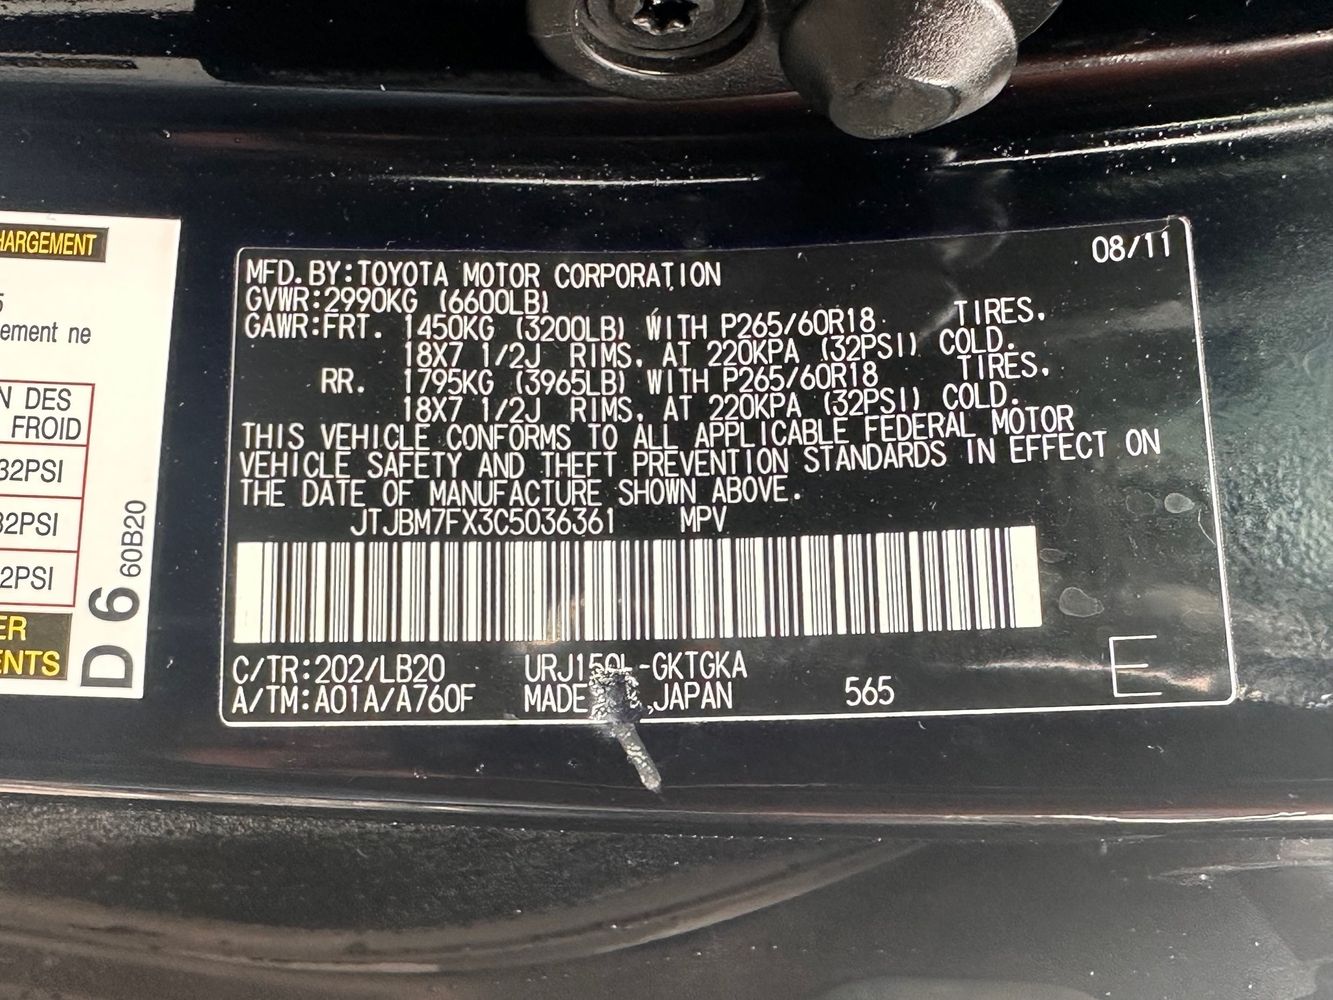 HARGEMENT
5
ement ne
N DES
FROID
32PSI
32PSI
2PSI
ER
ENTS
D 6 60B20
08/11
MFD. BY: TOYOTA MOTOR CORPORATION
GVWR: 2990KG (6600LB)
GAWR: FRT. 1450KG (3200LB) WITH P265/60R18 TIRES,
18X7 1/2J RIMS, AT 220KPA (32PSI) COLD.
RR. 1795KG (3965LB) WITH P265/60R18 TIRES,
18X7 1/2J RIMS, AT 220KPA (32PSI) COLD.
THIS VEHICLE CONFORMS TO ALL APPLICABLE FEDERAL MOTOR
VEHICLE SAFETY AND THEFT PREVENTION STANDARDS IN EFFECT ON
THE DATE OF MANUFACTURE SHOWN ABOVE.
JTJBM7FX3C5036361 MPV
C/TR: 202/LB20 URJ150L-GKTGKA
A/TM: A01A/A760F MADE JAPAN 565 E